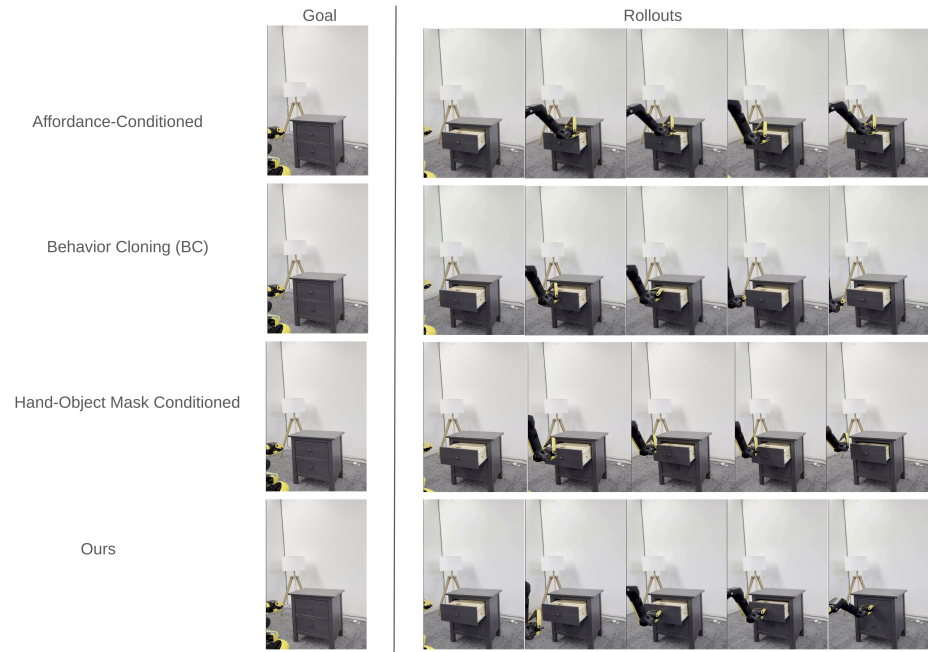 Goal
Rollouts
Affordance-Conditioned
Behavior Cloning (BC)
Hand-Object Mask Conditioned
Ours